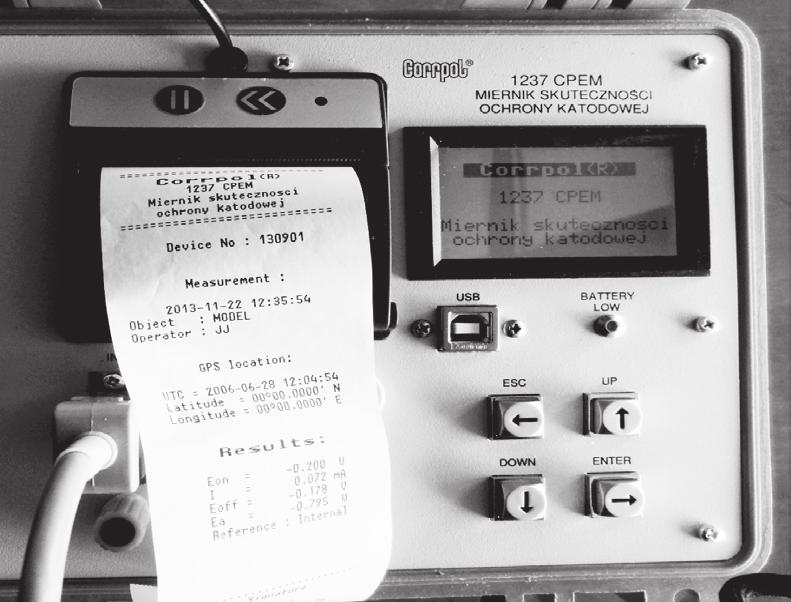 Corrpol®
1237 CPEM
MIERNIK SKUTECZNOŚCI
OCHRONY KATODOWEJ
Corrpol(R)
1237 CPEM
Miernik skuteczności
ochrony katodowej
Corrpol(R)
1237 CPEM
Miernik skutecznosci
ochrony katodowej
Device No : 130901
Measurement :
2013-11-22 12:35:54
Object : MODEL
Operator : JJ
GPS location:
UTC = 2006-06-28 12:04:54
Latitude = 00°00.0000' N
Longitude = 00°00.0000' E
Results:
Eon = -0.200 V
I = 0.072 mA
Eoff = -0.178 V
Ea = -0.795 V
Reference : Internal
Signature
USB
BATTERY
LOW
ESC
UP
DOWN
ENTER